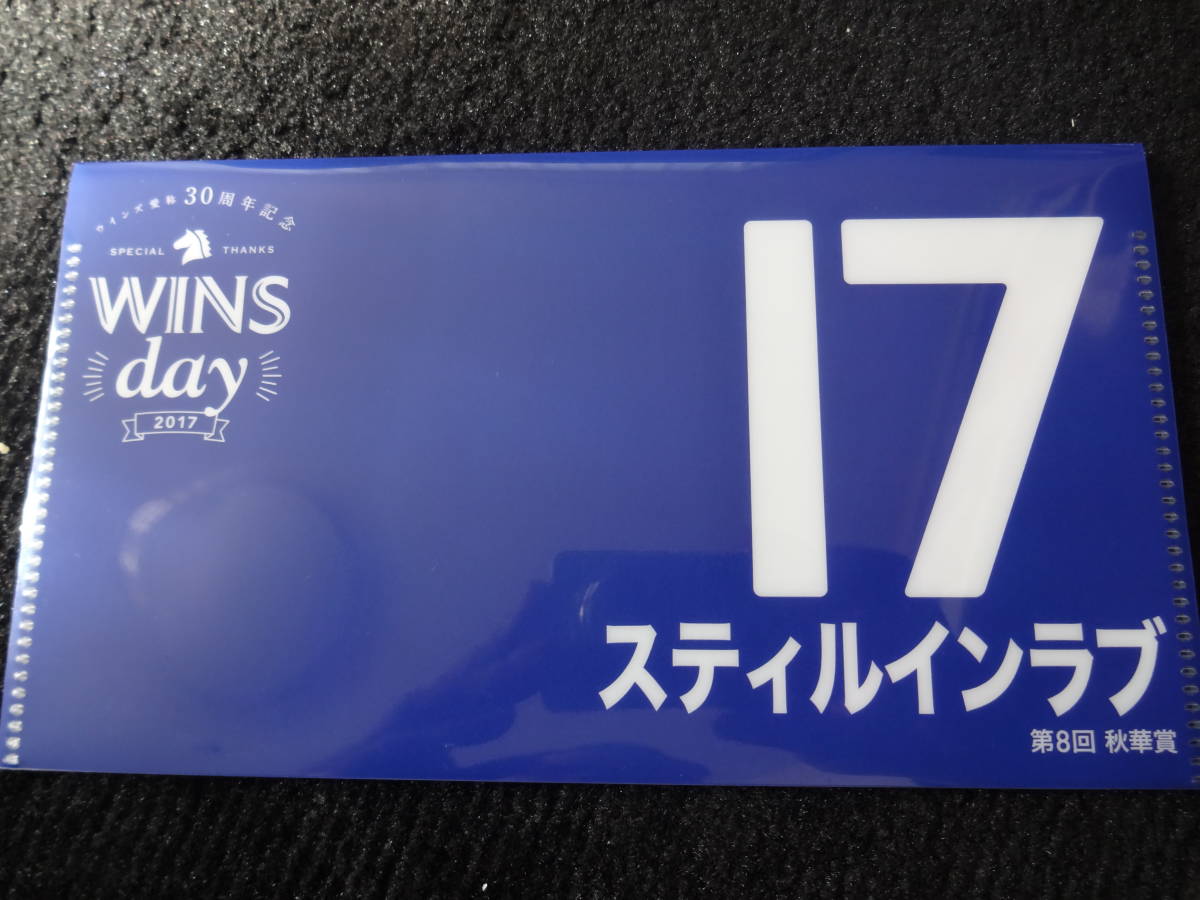 ウインズ愛称30周年記念
SPECIAL THANKS
WINS
day
2017
17
スティルインラブ
第8回 秋華賞